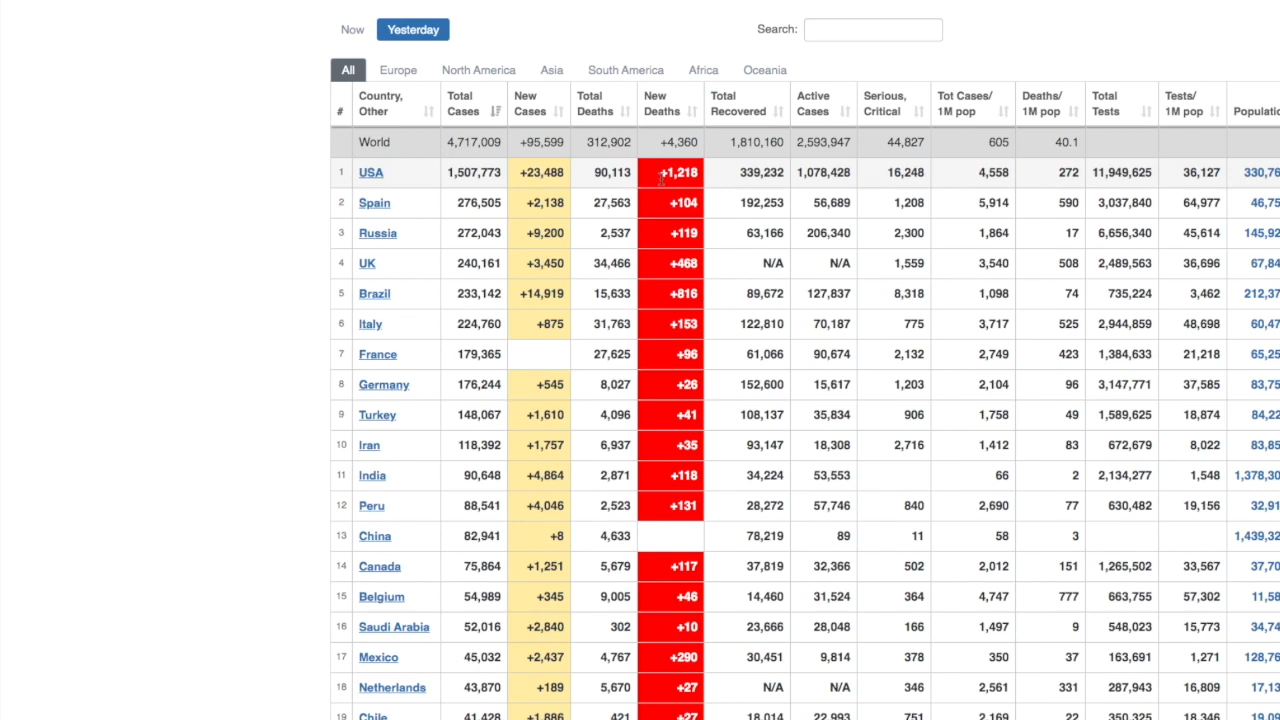 Now Yesterday Search:
All Europe North America Asia South America Africa Oceania
# Country, Other Total Cases New Cases Total Deaths New Deaths Total Recovered Active Cases Serious, Critical Tot Cases/ 1M pop Deaths/ 1M pop Total Tests Tests/ 1M pop
World 4,717,009 +95,599 312,902 +4,360 1,810,160 2,593,947 44,827 605 40.1
1 USA 1,507,773 +23,488 90,113 +1,218 339,232 1,078,428 16,248 4,558 272 36,127
2 Spain 276,505 +2,138 27,563 +104 192,253 56,689 1,208 5,914 590 3,037,840 64,977
3 Russia 272,043 +9,200 2,537 +119 63,166 206,340 2,300 1,864 17 6,656,340 45,614
4 UK 240,161 +3,450 34,466 +468 N/A N/A 1,559 3,540 508 36,696
5 Brazil 233,142 +14,919 15,633 +816 89,672 127,837 8,318 1,098 74 735,224 3,462
6 Italy 224,760 +875 31,763 +153 122,810 70,187 775 3,717 525 48,698
7 France 179,365 27,625 +96 61,066 90,674 2,132 2,749 423 21,218
8 Germany 176,244 +545 8,027 +26 152,600 15,617 1,203 2,104 96 3,147,771 37,585
9 Turkey 148,067 +1,610 4,096 +41 108,137 35,834 906 1,758 49 18,874
10 Iran 118,392 +1,757 6,937 +35 93,147 18,308 2,716 1,412 83 8,022
11 India 90,648 +4,864 2,871 +118 34,224 53,553 66 2 2,134,277 1,548
12 Peru 88,541 +4,046 2,523 +131 28,272 57,746 840 2,690 77 630,482 19,156
13 China 82,941 +8 4,633 78,219 89 11 58 3
14 Canada 75,864 +1,251 5,679 +117 37,819 32,366 502 2,012 151 33,567
15 Belgium 54,989 +345 9,005 +46 14,460 31,524 364 4,747 777 663,755 57,302
16 Saudi Arabia 52,016 +2,840 302 +10 23,666 28,048 166 1,497 9 548,023 15,773
17 Mexico 45,032 +2,437 4,767 +290 30,451 9,814 378 350 37 1,271
18 Netherlands 43,870 +189 5,670 +27 N/A N/A 346 2,561 331 287,943 16,809
19 Chile 41,428 +1,886 421 +27 18,014 22,993 751 2,169 22 350,325 18,346